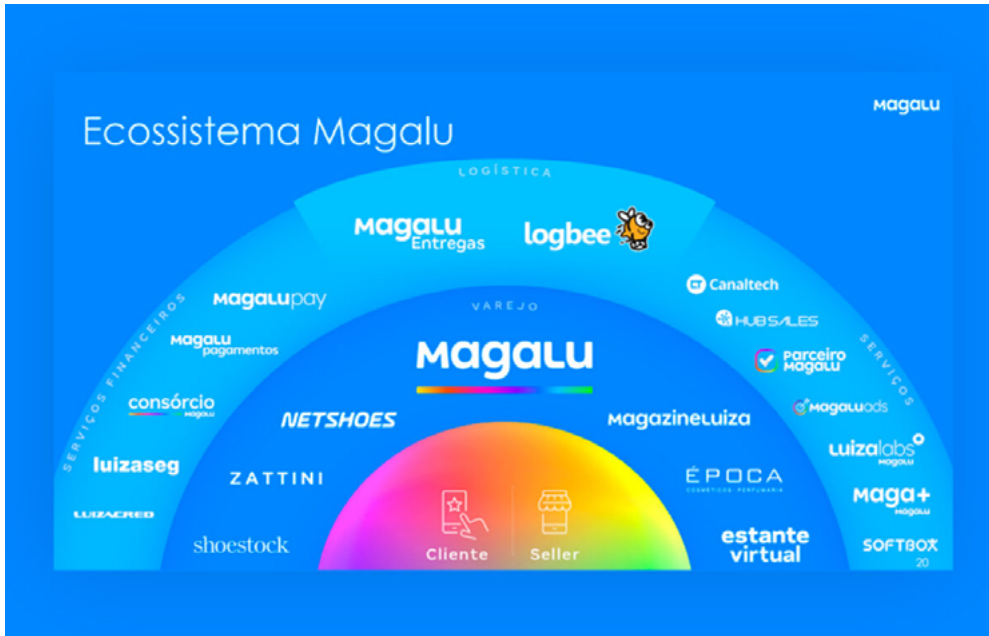 magalu
Ecossistema Magalu
LOGÍSTICA
magalu
Entregas
logbee
SERVIÇOS FINANCEIROS
magalupay
magalu
pagamentos
consórcio
magalu
luizaseg
LUIZACRED
VAREJO
magalu
NETSHOES
magazineluiza
ZATTINI
ÉPOCA
COSMÉTICOS · PERFUMARIA
shoestock
estante
virtual
Cliente
Seller
SERVIÇOS
CT Canaltech
HUBSALES
parceiro
magalu
magaluads
Luizalabs
magalu
maga+
magalu
SOFTBOX
20